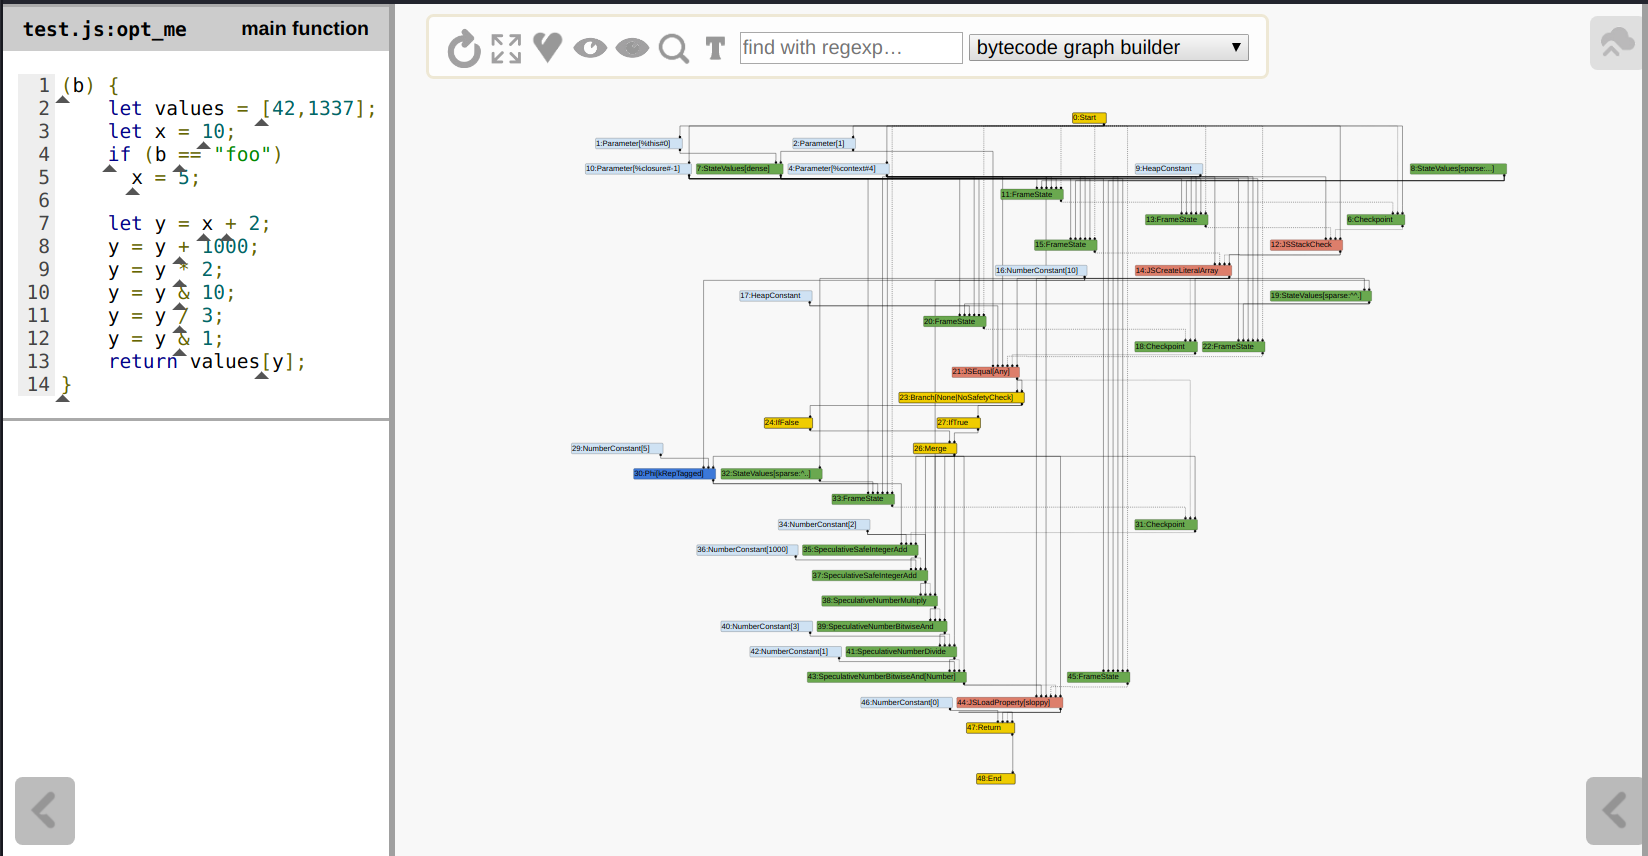 test.js:opt_me main function
1 (b) {
2 let values = [42,1337];
3 let x = 10;
4 if (b == "foo")
5 x = 5;
6
7 let y = x + 2;
8 y = y + 1000;
9 y = y * 2;
10 y = y & 10;
11 y = y / 3;
12 y = y & 1;
13 return values[y];
14 }
T find with regexp... bytecode graph builder
0:Start
1:Parameter[%this#0] 2:Parameter[1]
10:Parameter[%closure#-1] 7:StateValues[dense] 4:Parameter[%context#4] 9:HeapConstant 8:StateValues[sparse:...]
11:FrameState
13:FrameState 6:Checkpoint
15:FrameState 12:JSStackCheck
16:NumberConstant[10] 14:JSCreateLiteralArray
17:HeapConstant 19:StateValues[sparse:^^.]
20:FrameState
18:Checkpoint 22:FrameState
21:JSEqual[Any]
23:Branch[None|NoSafetyCheck]
24:IfFalse 27:IfTrue
29:NumberConstant[5] 26:Merge
30:Phi[kRepTagged] 32:StateValues[sparse:^..]
33:FrameState
34:NumberConstant[2] 31:Checkpoint
36:NumberConstant[1000] 35:SpeculativeSafeIntegerAdd
37:SpeculativeSafeIntegerAdd
38:SpeculativeNumberMultiply
40:NumberConstant[3] 39:SpeculativeNumberBitwiseAnd
42:NumberConstant[1] 41:SpeculativeNumberDivide
43:SpeculativeNumberBitwiseAnd[Number] 45:FrameState
46:NumberConstant[0] 44:JSLoadProperty[sloppy]
47:Return
48:End